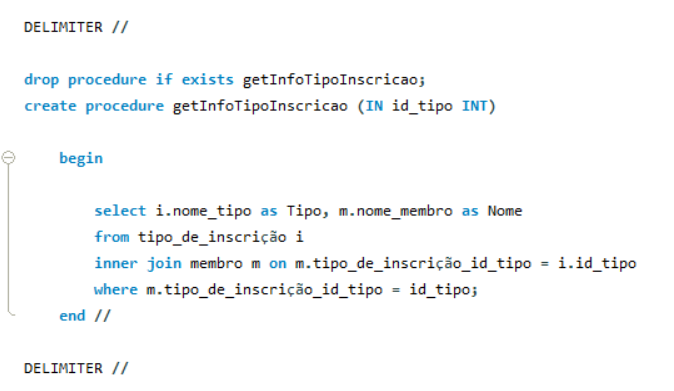 DELIMITER //
drop procedure if exists getInfoTipoInscricao;
create procedure getInfoTipoInscricao (IN id_tipo INT)
begin
select i.nome_tipo as Tipo, m.nome_membro as Nome
from tipo_de_inscrição i
inner join membro m on m.tipo_de_inscrição_id_tipo = i.id_tipo
where m.tipo_de_inscrição_id_tipo = id_tipo;
end //
DELIMITER //